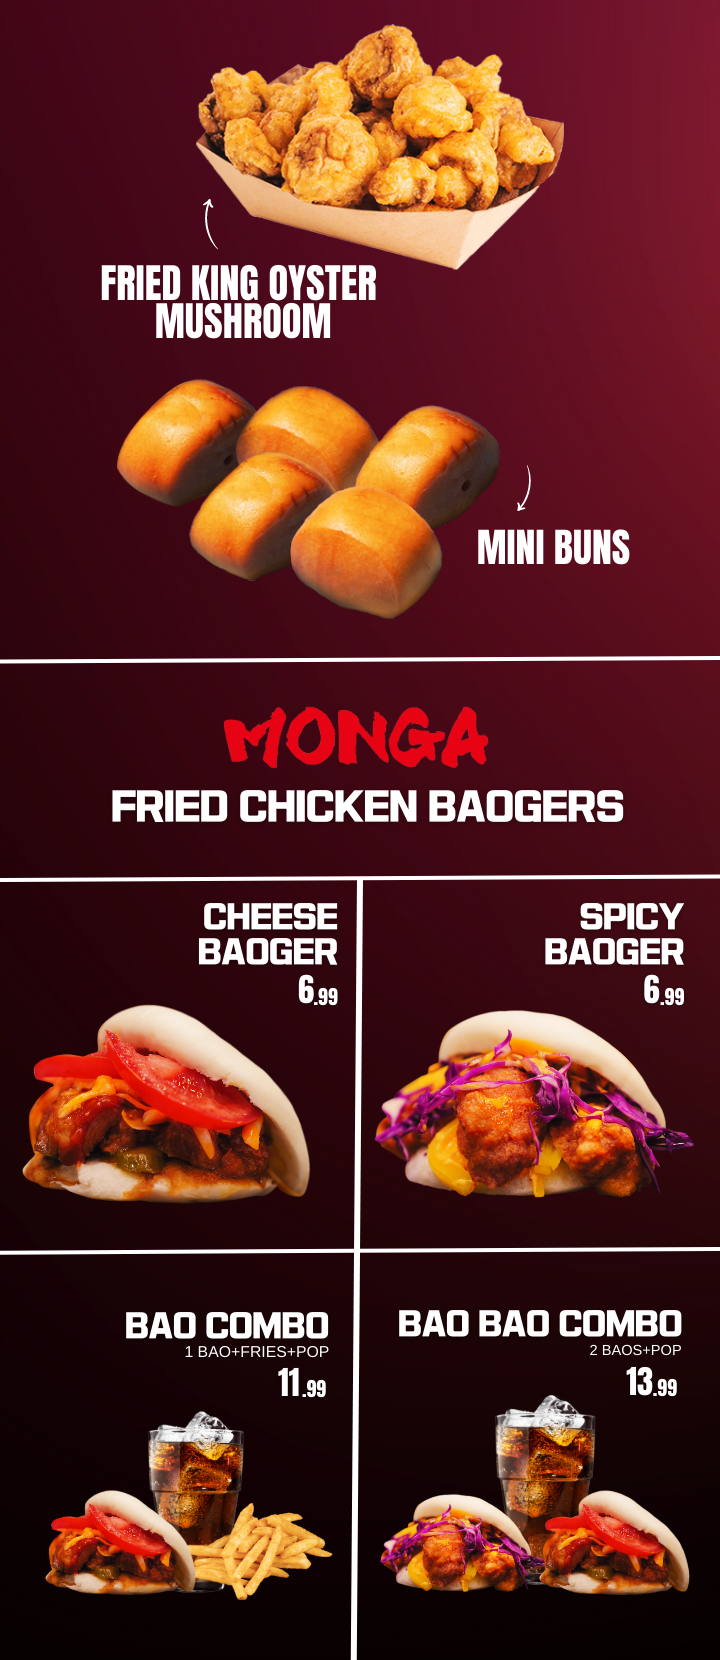 FRIED KING OYSTER
MUSHROOM
MINI BUNS
MONGA
FRIED CHICKEN BAOGERS
CHEESE
BAOGER
6.99
SPICY
BAOGER
6.99
BAO COMBO
1 BAO+FRIES+POP
11.99
BAO BAO COMBO
2 BAOS+POP
13.99